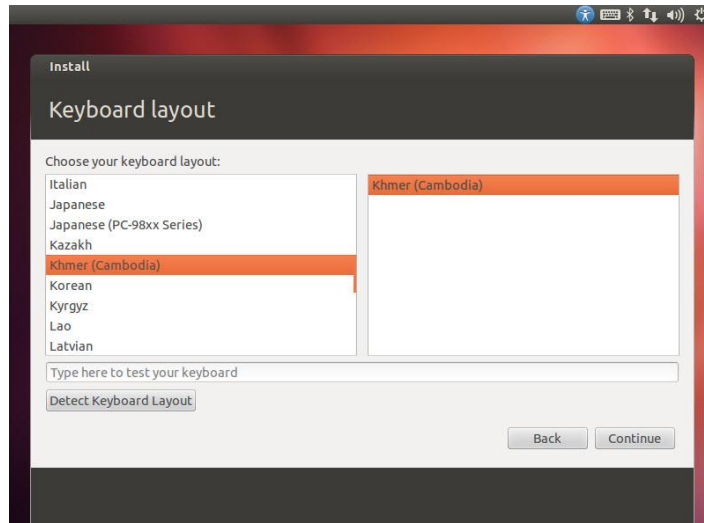 Install
Keyboard layout
Choose your keyboard layout:
Italian
Japanese
Japanese (PC-98xx Series)
Kazakh
Khmer (Cambodia)
Korean
Kyrgyz
Lao
Latvian
Khmer (Cambodia)
Type here to test your keyboard
Detect Keyboard Layout
Back
Continue